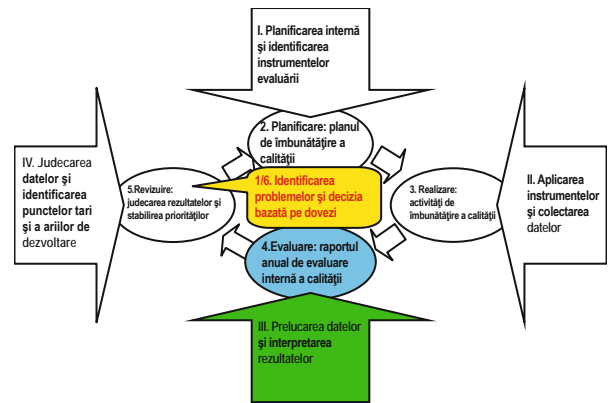 I. Planificarea internă
şi identificarea
instrumentelor
evaluării
2. Planificare: planul
de îmbunătăţire a
calităţii
IV. Judecarea
datelor şi
identificarea
punctelor tari
şi a ariilor de
dezvoltare
5.Revizuire:
judecarea rezultatelor şi
stabilirea priorităţilor
1/6. Identificarea
problemelor şi decizia
bazată pe dovezi
3. Realizare:
activităţi de
îmbunătăţire a calităţii
II. Aplicarea
instrumentelor
şi colectarea
datelor
4.Evaluare: raportul
anual de evaluare
internă a calităţii
III. Prelucarea datelor
şi interpretarea
rezultatelor